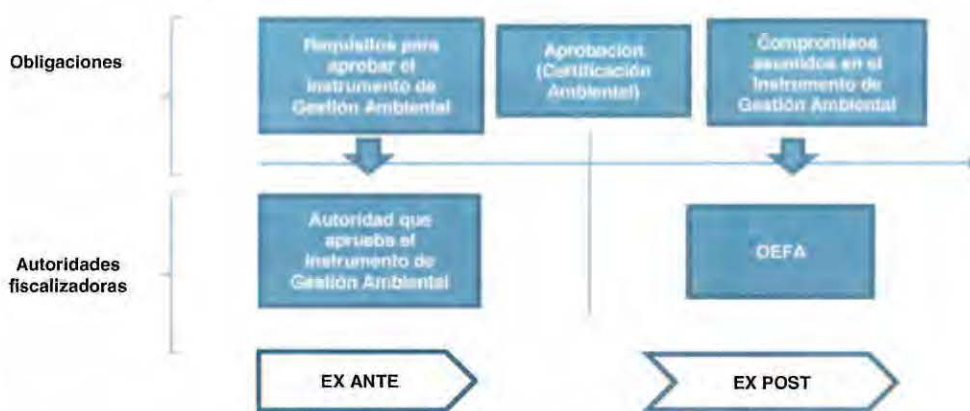 Obligaciones
Requisitos para
aprobar el
Instrumento de
Gestión Ambiental
Aprobación
(Certificación
Ambiental)
Compromisos
asumidos en el
Instrumento de
Gestión Ambiental
Autoridades
fiscalizadoras
Autoridad que
aprueba el
Instrumento de
Gestión Ambiental
OEFA
EX ANTE
EX POST